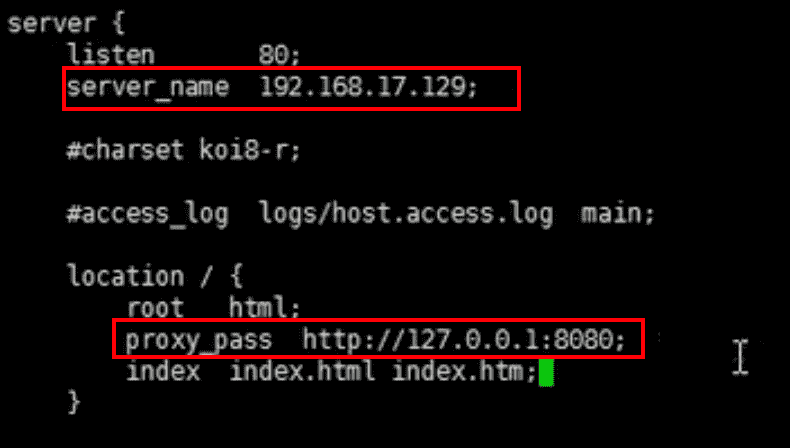 server {
    listen       80;
    server_name  192.168.17.129;
    #charset koi8-r;
    #access_log  logs/host.access.log  main;
    location / {
        root   html;
        proxy_pass  http://127.0.0.1:8080;
        index  index.html index.htm;
    }